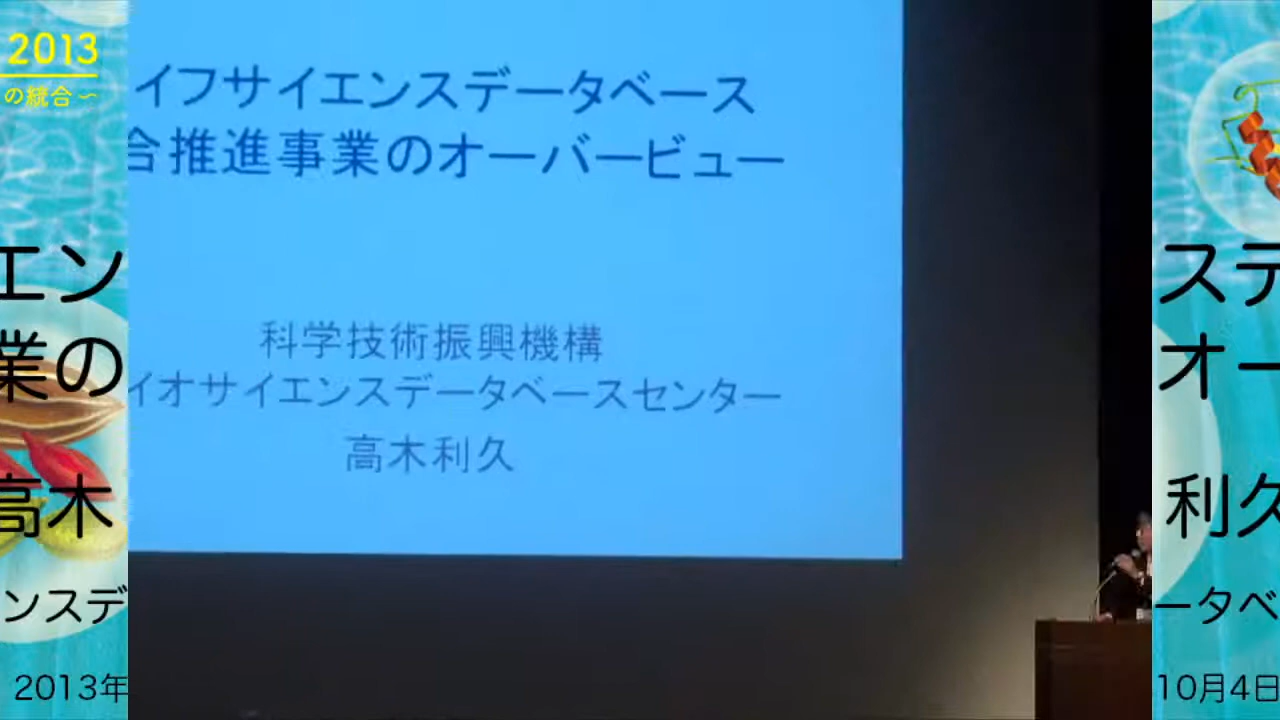 2013
の統合～
エン
業の
高木
ンスデ
2013年
イフサイエンスデータベース
合推進事業のオーバービュー
科学技術振興機構
イオサイエンスデータベースセンター
高木利久
ステ
オー
利久
ータベ
10月4日